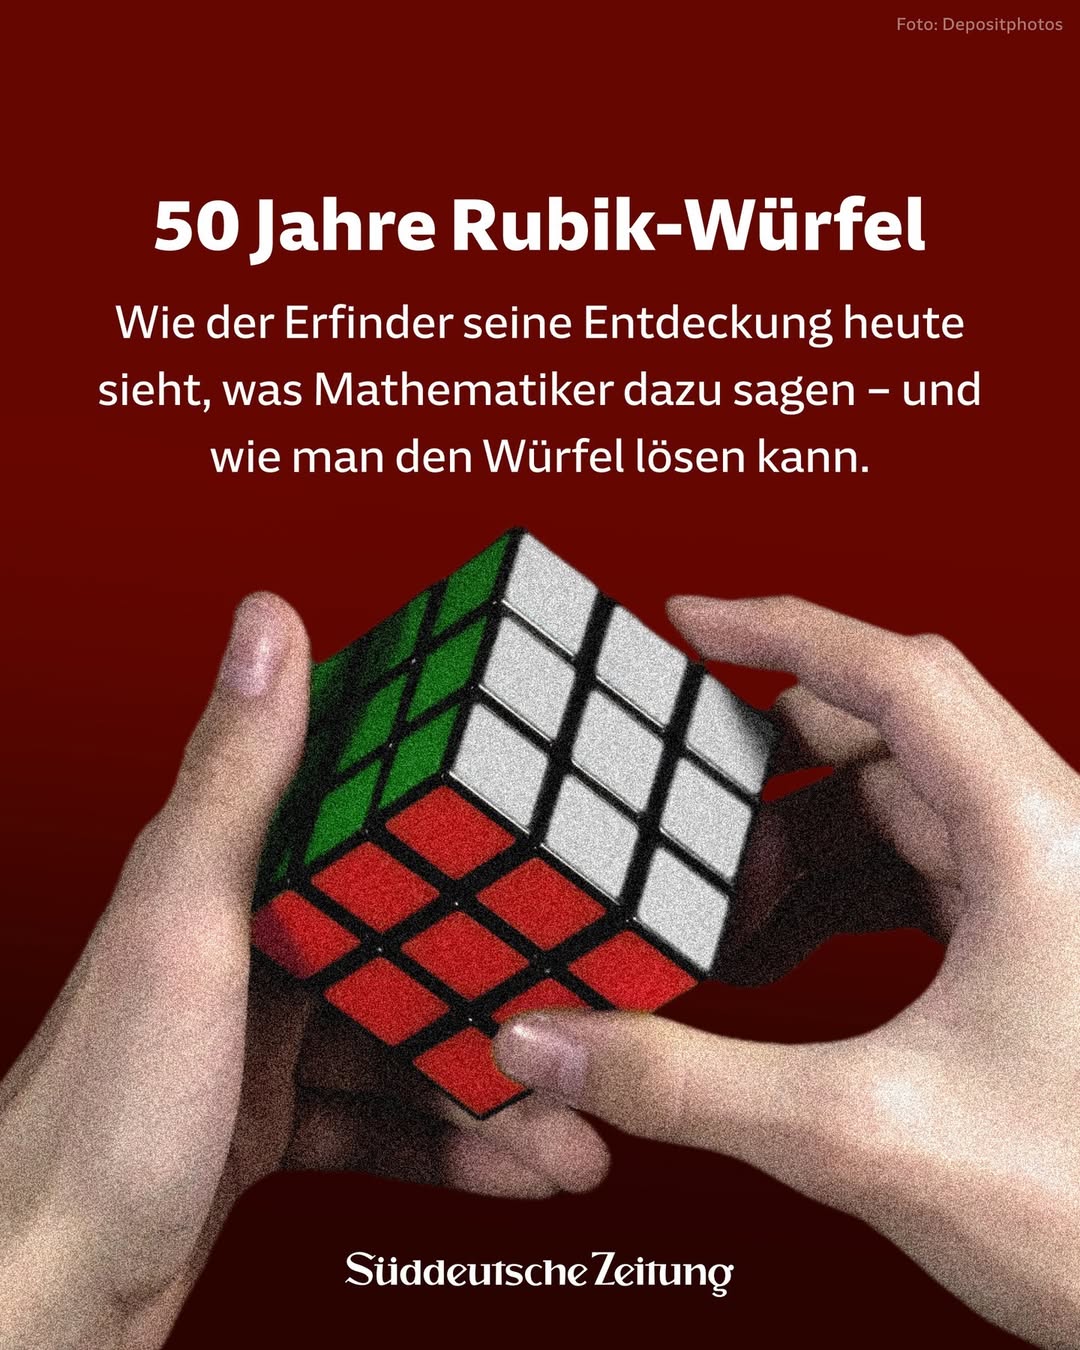 Foto: Depositphotos
50 Jahre Rubik-Würfel
Wie der Erfinder seine Entdeckung heute
sieht, was Mathematiker dazu sagen – und
wie man den Würfel lösen kann.
Süddeutsche Zeitung